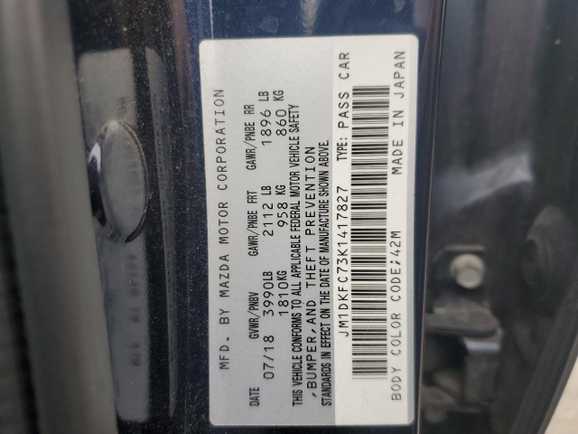 MFD. BY MAZDA MOTOR CORPORATION
DATE GVWR/PNBV GAWR/PNBE FRT GAWR/PNBE RR
07/18 3990LB 2112 LB 1896 LB
1810KG 958 KG 860 KG
THIS VEHICLE CONFORMS TO ALL APPLICABLE FEDERAL MOTOR VEHICLE SAFETY
,BUMPER,AND THEFT PREVENTION
STANDARDS IN EFFECT ON THE DATE OF MANUFACTURE SHOWN ABOVE.
JM1DKFC73K1417827 TYPE: PASS CAR
BODY COLOR CODE;42M MADE IN JAPAN